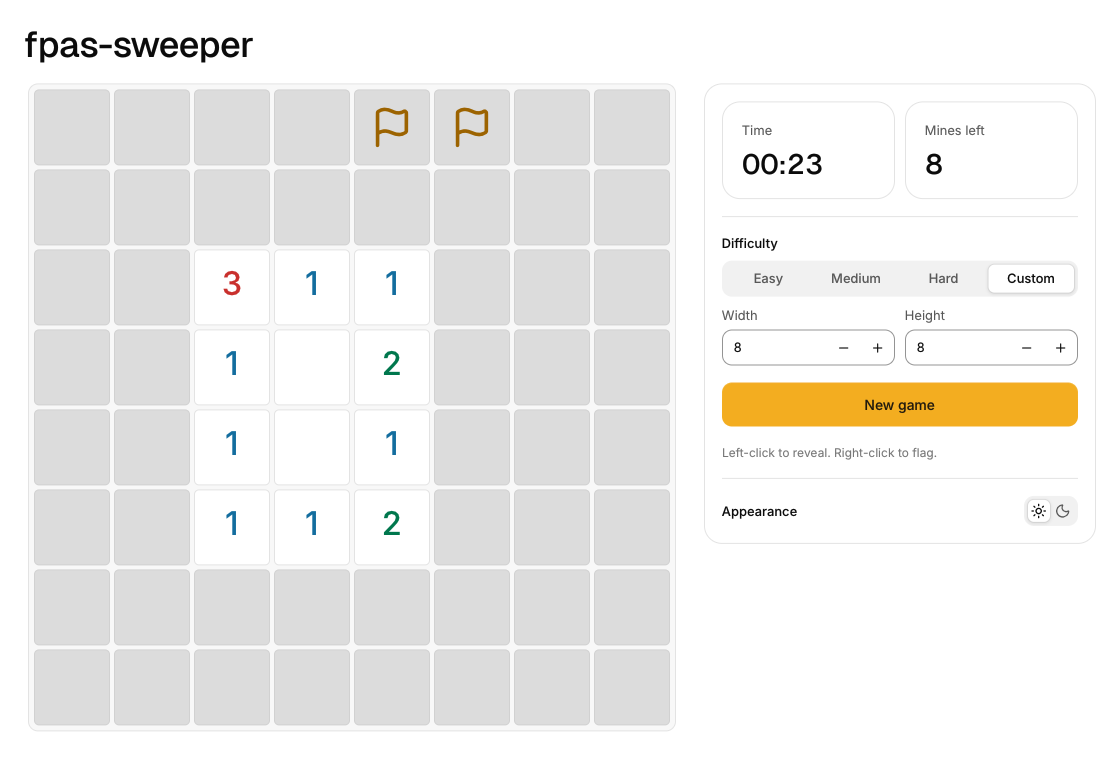 fpas-sweeper
3 1 1
1 2
1 1
1 1 2
Time
00:23
Mines left
8
Difficulty
Easy Medium Hard Custom
Width Height
8 − + 8 − +
New game
Left-click to reveal. Right-click to flag.
Appearance